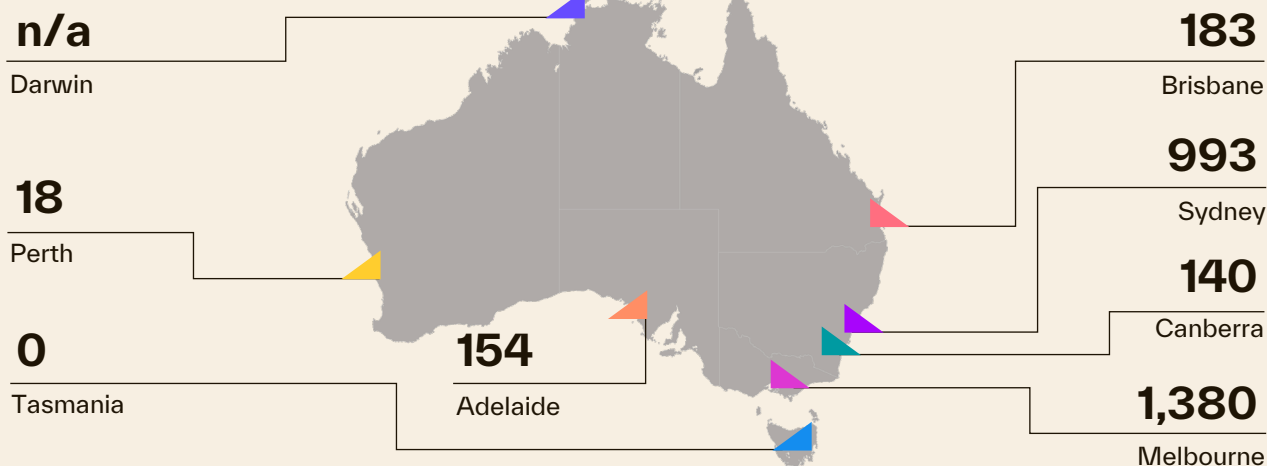 n/a
Darwin
18
Perth
0
Tasmania
154
Adelaide
183
Brisbane
993
Sydney
140
Canberra
1,380
Melbourne